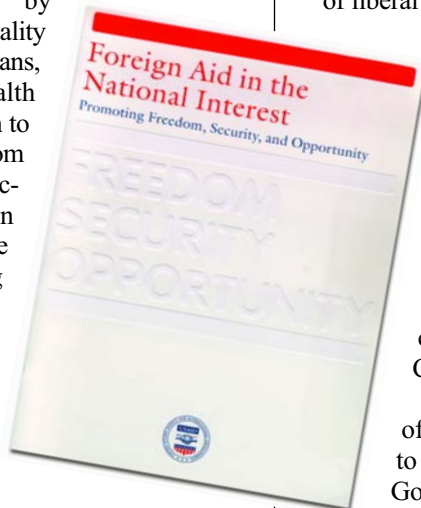 by
ality
ans,
alth
n to
om
c-
n
e
g
of liberal
Foreign Aid in the
National Interest
Promoting Freedom, Security, and Opportunity
FREEDOM
SECURITY
OPPORTUNITY
USAID
of
to
Go